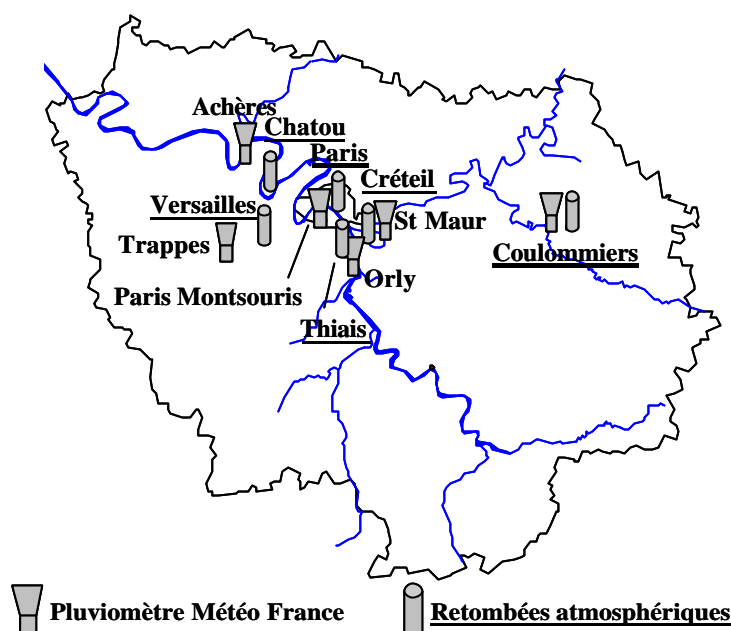 Achères
Chatou
Paris
Créteil
Versailles
St Maur
Trappes
Coulommiers
Orly
Paris Montsouris
Thiais
Pluviomètre Météo France
Retombées atmosphériques